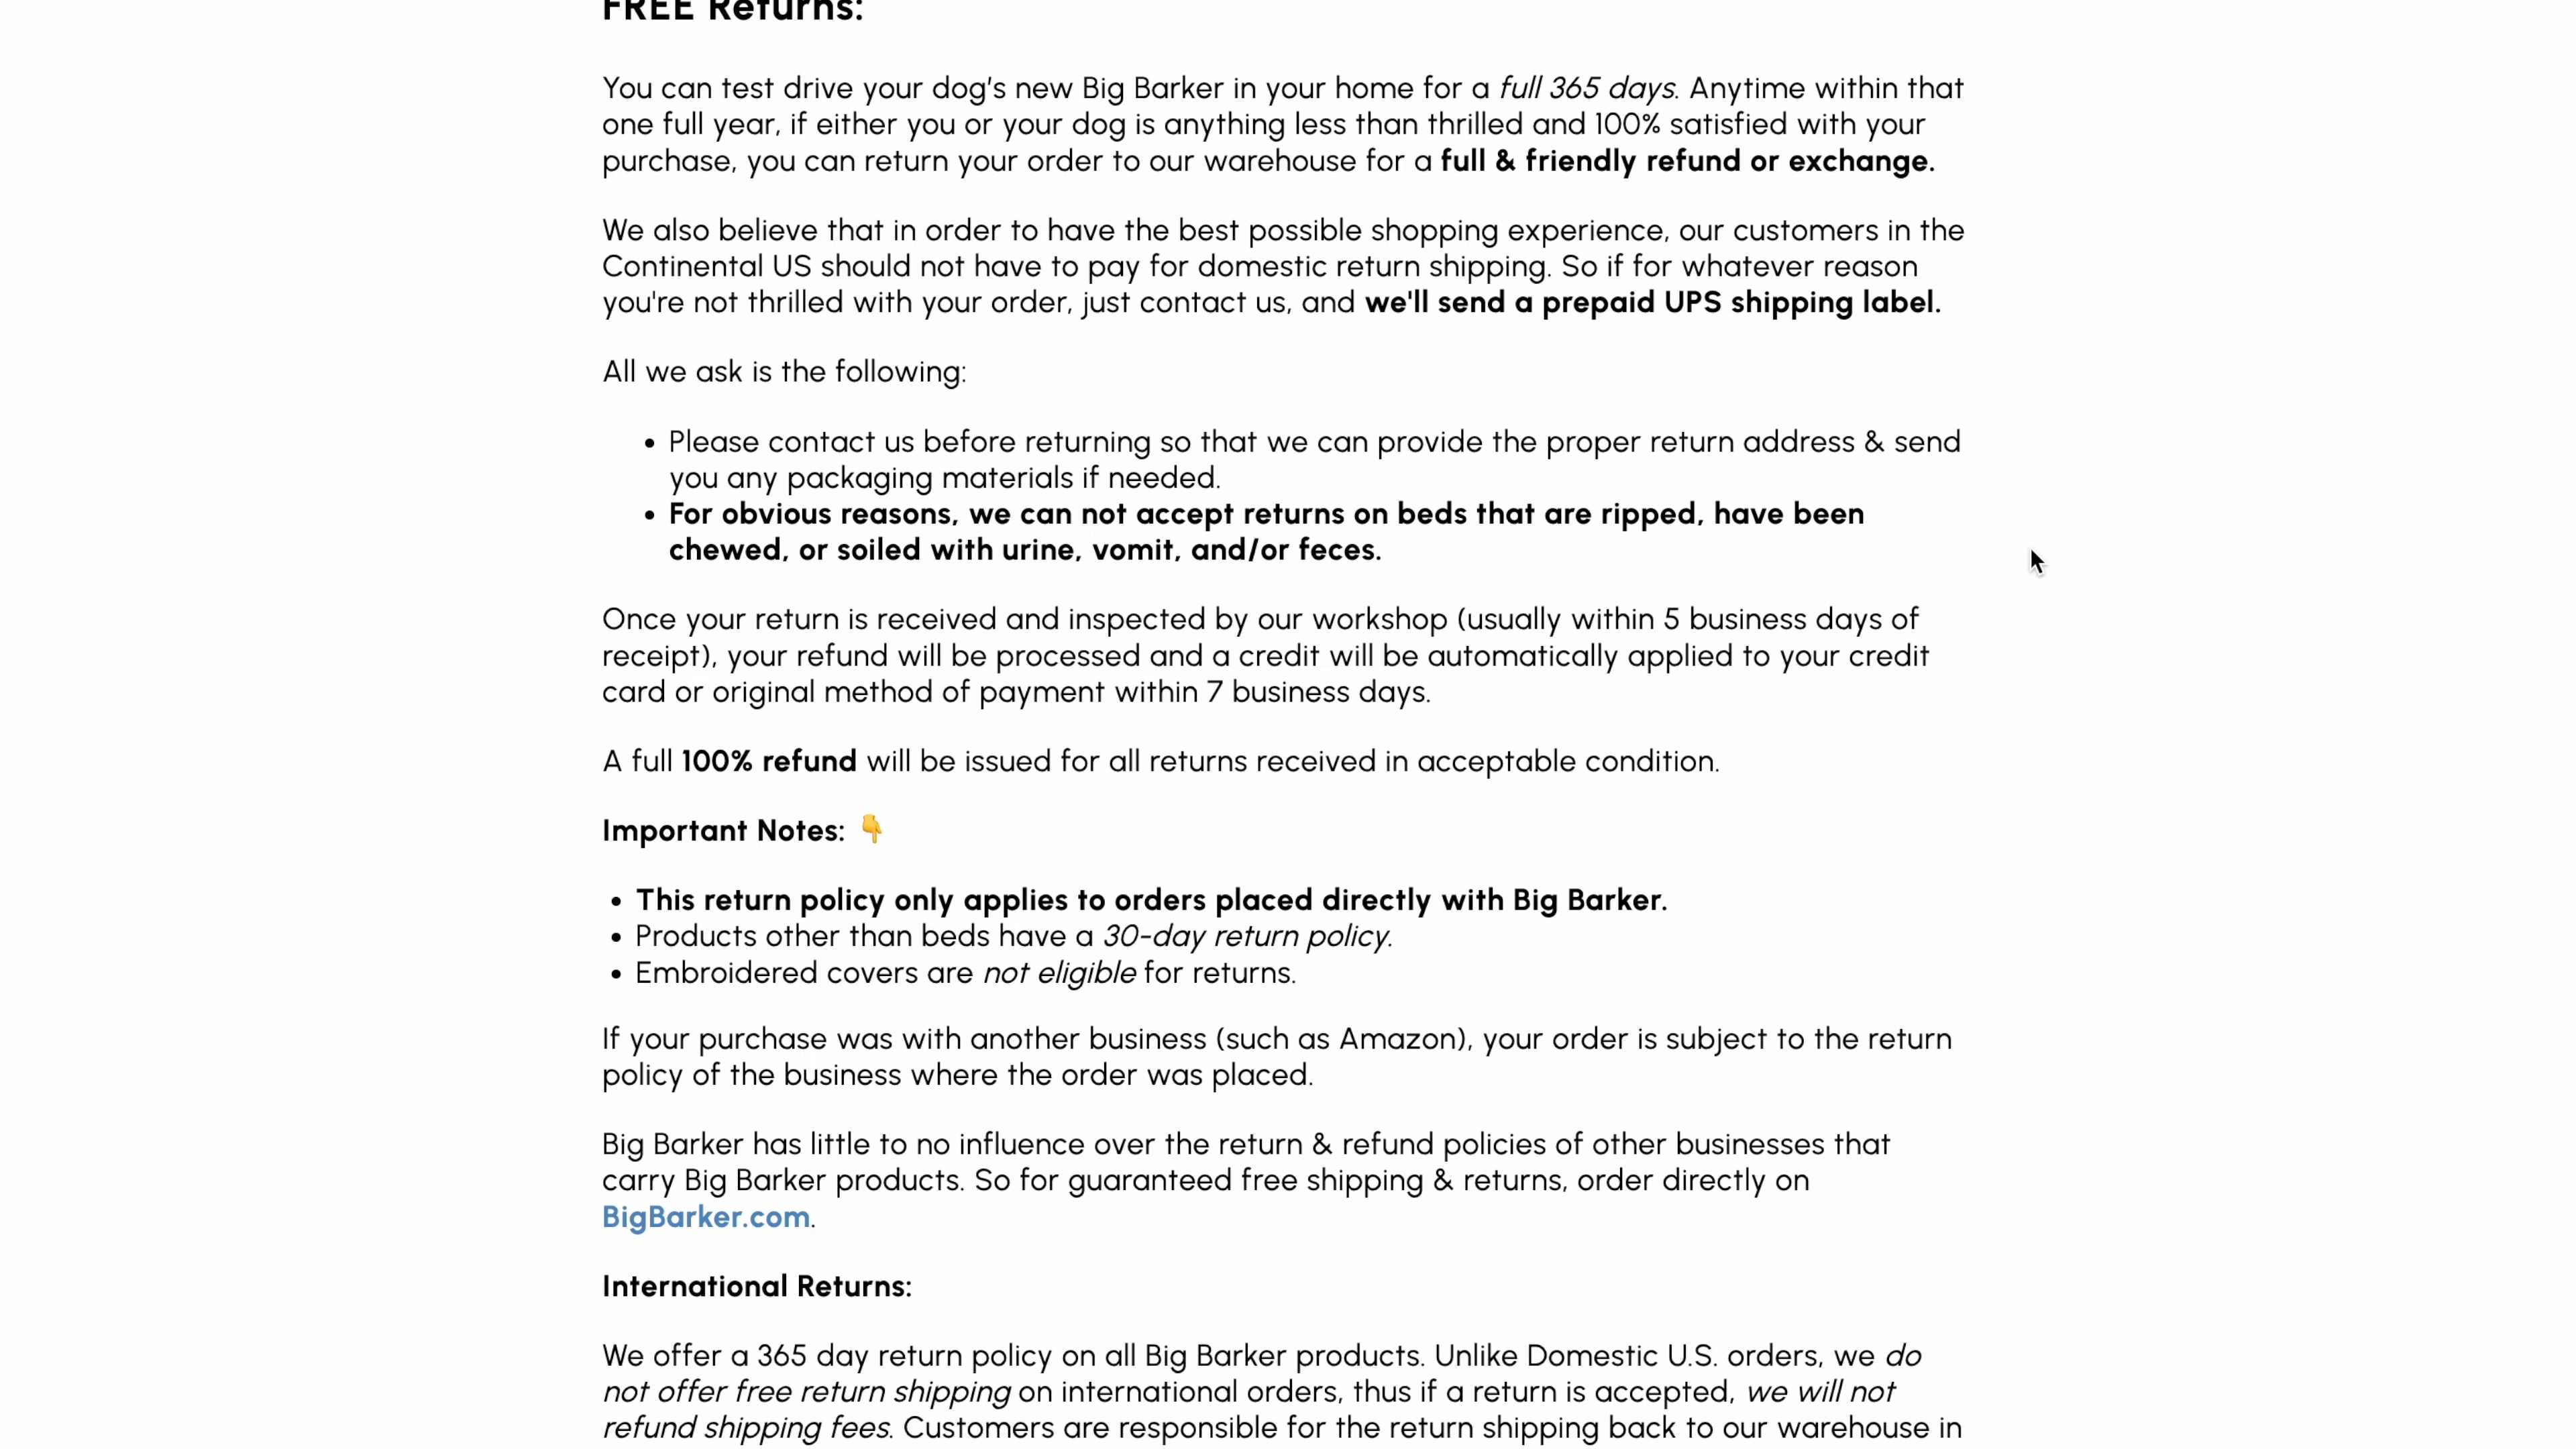 FREE Returns:
You can test drive your dog's new Big Barker in your home for a full 365 days. Anytime within that
one full year, if either you or your dog is anything less than thrilled and 100% satisfied with your
purchase, you can return your order to our warehouse for a full & friendly refund or exchange.
We also believe that in order to have the best possible shopping experience, our customers in the
Continental US should not have to pay for domestic return shipping. So if for whatever reason
you're not thrilled with your order, just contact us, and we'll send a prepaid UPS shipping label.
All we ask is the following:
• Please contact us before returning so that we can provide the proper return address & send
you any packaging materials if needed.
• For obvious reasons, we can not accept returns on beds that are ripped, have been
chewed, or soiled with urine, vomit, and/or feces.
Once your return is received and inspected by our workshop (usually within 5 business days of
receipt), your refund will be processed and a credit will be automatically applied to your credit
card or original method of payment within 7 business days.
A full 100% refund will be issued for all returns received in acceptable condition.
Important Notes: 👇
• This return policy only applies to orders placed directly with Big Barker.
• Products other than beds have a 30-day return policy.
• Embroidered covers are not eligible for returns.
If your purchase was with another business (such as Amazon), your order is subject to the return
policy of the business where the order was placed.
Big Barker has little to no influence over the return & refund policies of other businesses that
carry Big Barker products. So for guaranteed free shipping & returns, order directly on
BigBarker.com.
International Returns:
We offer a 365 day return policy on all Big Barker products. Unlike Domestic U.S. orders, we do
not offer free return shipping on international orders, thus if a return is accepted, we will not
refund shipping fees. Customers are responsible for the return shipping back to our warehouse in